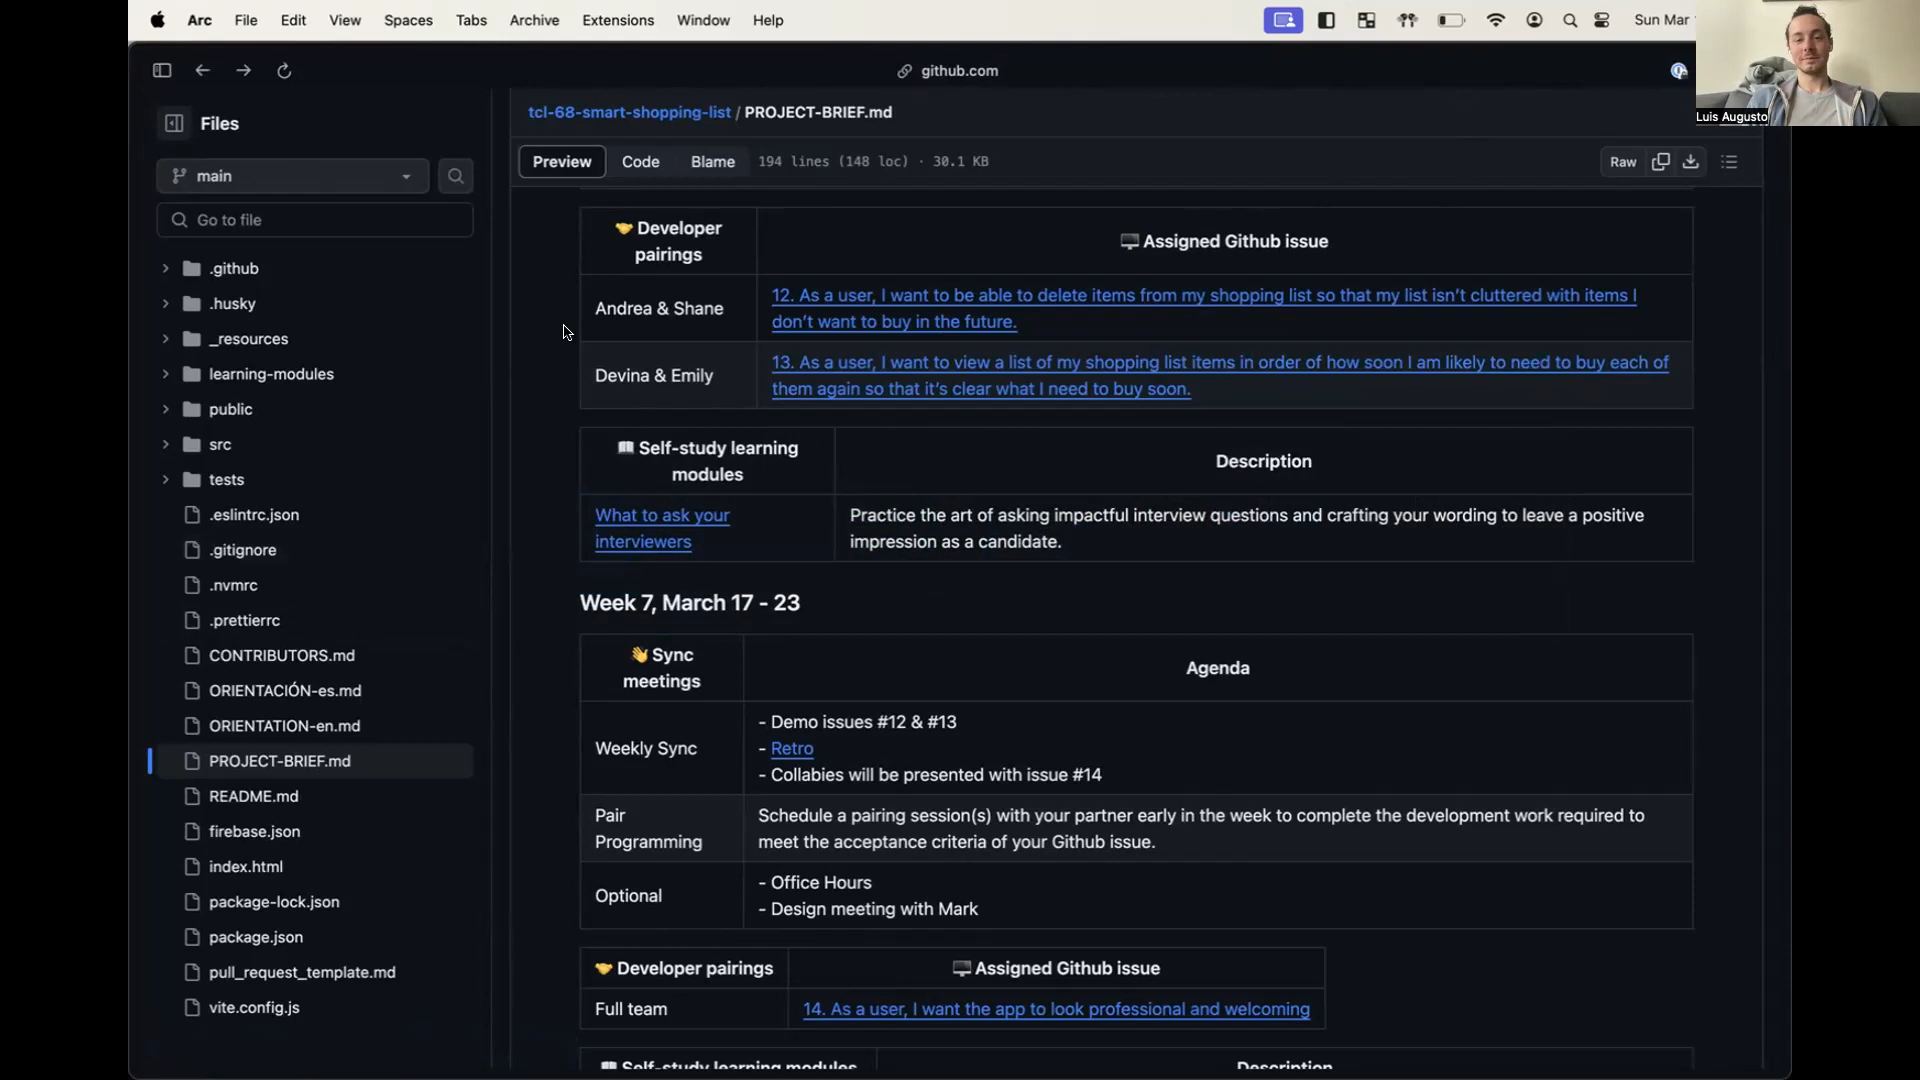 Arc File Edit View Spaces Tabs Archive Extensions Window Help
Sun Mar
github.com
Luis Augusto
Files
main
Go to file
.github
.husky
_resources
learning-modules
public
src
tests
.eslintrc.json
.gitignore
.nvmrc
.prettierrc
CONTRIBUTORS.md
ORIENTACIÓN-es.md
ORIENTATION-en.md
PROJECT-BRIEF.md
README.md
firebase.json
index.html
package-lock.json
package.json
pull_request_template.md
vite.config.js
tcl-68-smart-shopping-list / PROJECT-BRIEF.md
Preview Code Blame 194 lines (148 loc) · 30.1 KB Raw
🤝 Developer
pairings
🖥️ Assigned Github issue
Andrea & Shane
12. As a user, I want to be able to delete items from my shopping list so that my list isn’t cluttered with items I
don’t want to buy in the future.
Devina & Emily
13. As a user, I want to view a list of my shopping list items in order of how soon I am likely to need to buy each of
them again so that it’s clear what I need to buy soon.
📖 Self-study learning
modules
Description
What to ask your
interviewers
Practice the art of asking impactful interview questions and crafting your wording to leave a positive
impression as a candidate.
Week 7, March 17 - 23
👋 Sync
meetings
Agenda
Weekly Sync
- Demo issues #12 & #13
- Retro
- Collabies will be presented with issue #14
Pair
Programming
Schedule a pairing session(s) with your partner early in the week to complete the development work required to
meet the acceptance criteria of your Github issue.
Optional
- Office Hours
- Design meeting with Mark
🤝 Developer pairings
🖥️ Assigned Github issue
Full team
14. As a user, I want the app to look professional and welcoming
📖 Self-study learning modules
Description